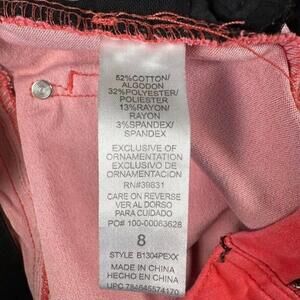 52%COTTON/
ALGODON
32%POLYESTER/
POLIESTER
13%RAYON/
RAYON
3%SPANDEX/
SPANDEX
EXCLUSIVE OF
ORNAMENTATION
EXCLUSIVO DE
ORNAMENTACION
RN#39831
CARE ON REVERSE
VER AL DORSO
PARA CUIDADO
PO# 100-00063628
8
STYLE B1304PEXX
MADE IN CHINA
HECHO EN CHINA
UPC 784645574170